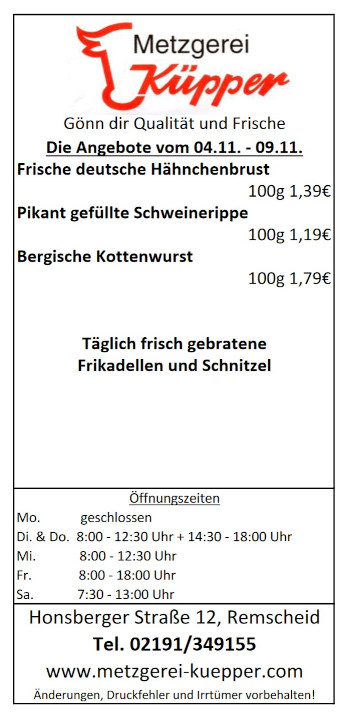 Metzgerei
Küpper
Gönn dir Qualität und Frische
Die Angebote vom 04.11. - 09.11.
Frische deutsche Hähnchenbrust
100g 1,39€
Pikant gefüllte Schweinerippe
100g 1,19€
Bergische Kottenwurst
100g 1,79€
Täglich frisch gebratene
Frikadellen und Schnitzel
Öffnungszeiten
Mo. geschlossen
Di. & Do. 8:00 - 12:30 Uhr + 14:30 - 18:00 Uhr
Mi. 8:00 - 12:30 Uhr
Fr. 8:00 - 18:00 Uhr
Sa. 7:30 - 13:00 Uhr
Honsberger Straße 12, Remscheid
Tel. 02191/349155
www.metzgerei-kuepper.com
Änderungen, Druckfehler und Irrtümer vorbehalten!